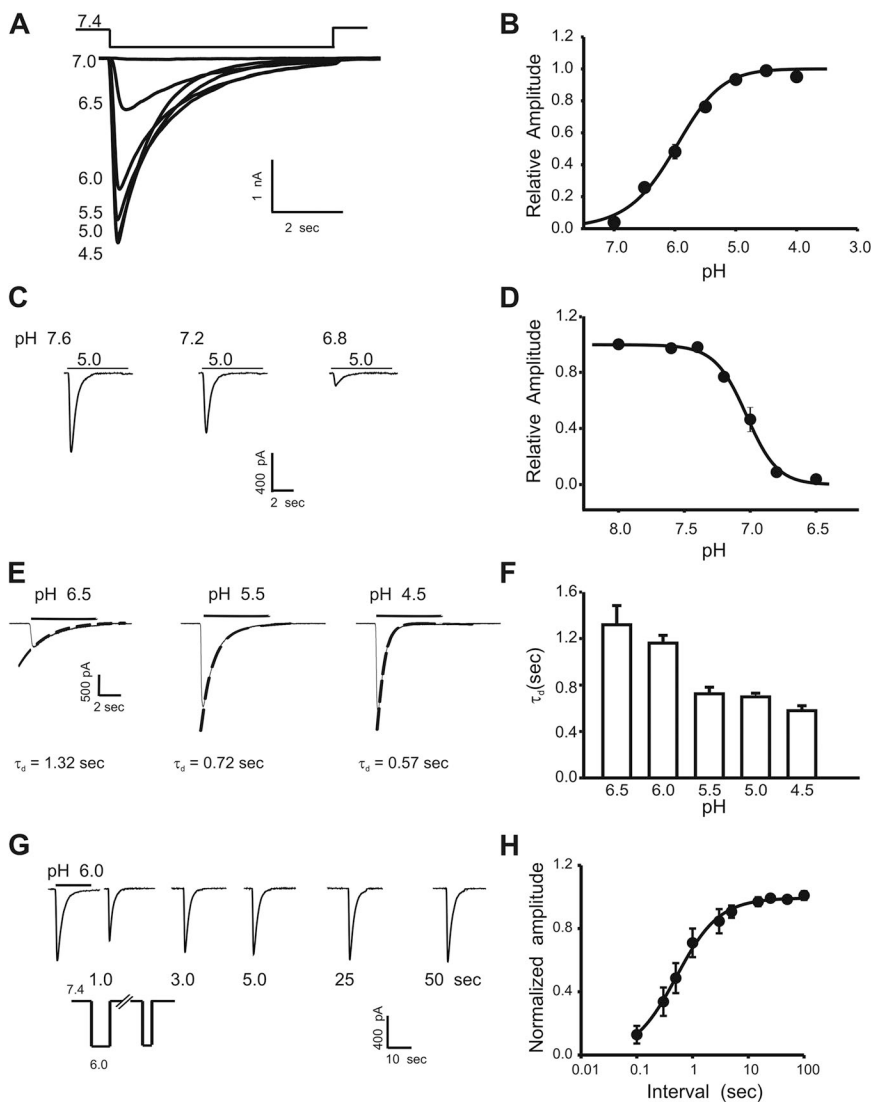 A
7.4
7.0
6.5
6.0
5.5
5.0
4.5
1 nA
2 sec
B
Relative Amplitude
1.2
1.0
0.8
0.6
0.4
0.2
0.0
7.0 6.0 5.0 4.0 3.0
pH
C
pH 7.6 7.2 6.8
5.0 5.0 5.0
400 pA
2 sec
D
Relative Amplitude
1.2
0.8
0.4
0.0
8.0 7.5 7.0 6.5
pH
E
pH 6.5 pH 5.5 pH 4.5
500 pA
2 sec
τd = 1.32 sec τd = 0.72 sec τd = 0.57 sec
F
τd(sec)
1.6
1.2
0.8
0.4
0.0
6.5 6.0 5.5 5.0 4.5
pH
G
pH 6.0
1.0 3.0 5.0 25 50 sec
7.4
6.0
400 pA
10 sec
H
Normalized amplitude
1.2
0.8
0.4
0.0
0.01 0.1 1 10 100
Interval (sec)